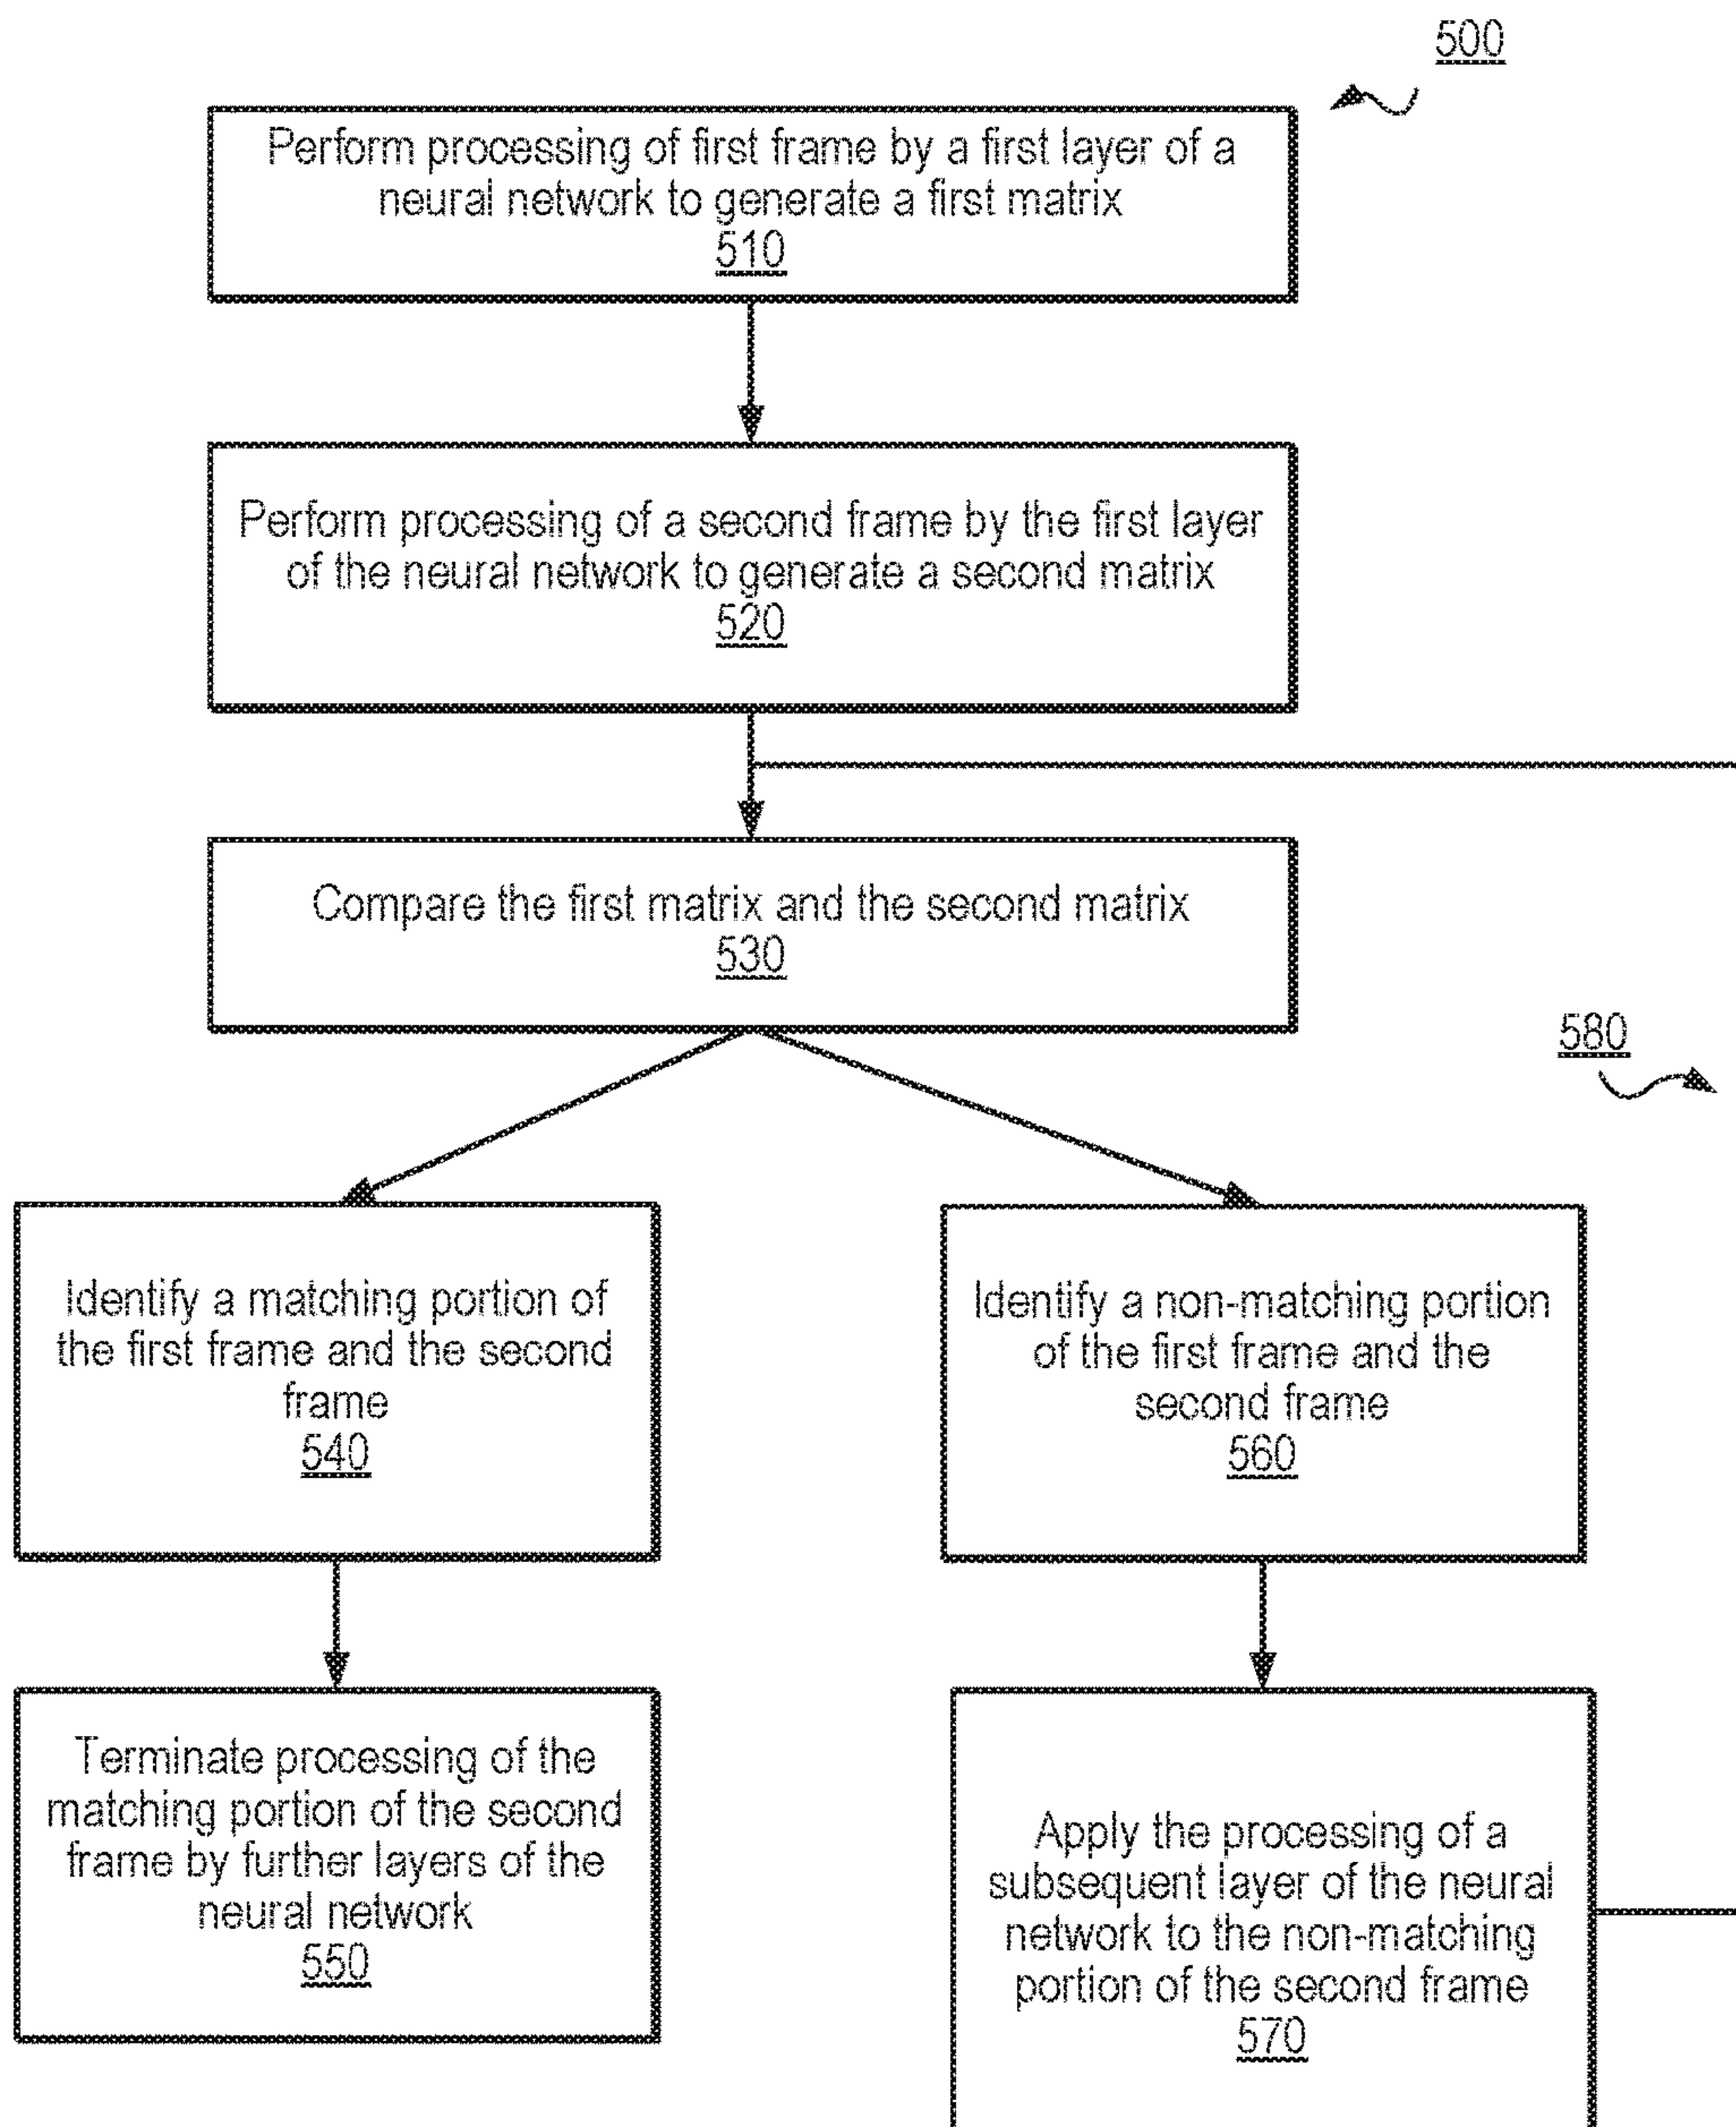 500
Perform processing of first frame by a first layer of a
neural network to generate a first matrix
510
Perform processing of a second frame by the first layer
of the neural network to generate a second matrix
520
Compare the first matrix and the second matrix
530
580
Identify a matching portion of
the first frame and the second
frame
540
Identify a non-matching portion
of the first frame and the
second frame
560
Terminate processing of the
matching portion of the second
frame by further layers of the
neural network
550
Apply the processing of a
subsequent layer of the neural
network to the non-matching
portion of the second frame
570